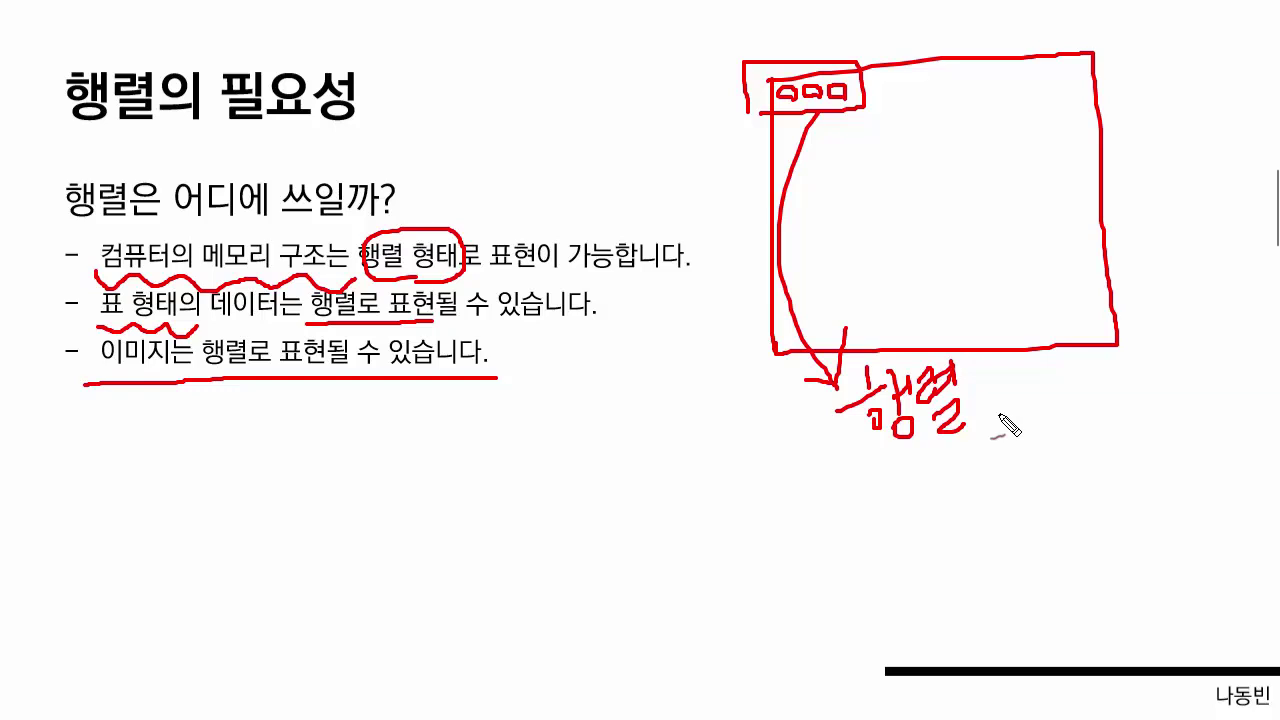 행렬의 필요성
행렬은 어디에 쓰일까?
- 컴퓨터의 메모리 구조는 행렬 형태로 표현이 가능합니다.
- 표 형태의 데이터는 행렬로 표현될 수 있습니다.
- 이미지는 행렬로 표현될 수 있습니다.
행렬
나동빈